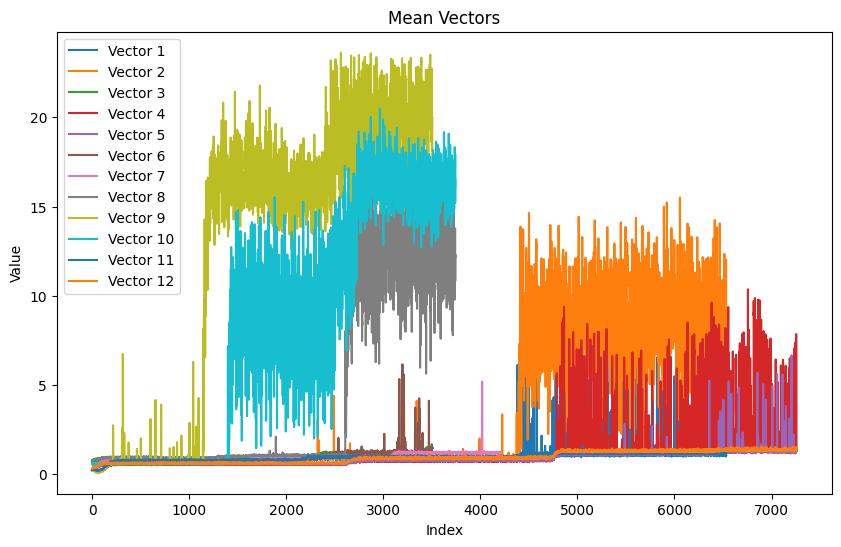 Mean Vectors
Vector 1
Vector 2
Vector 3
Vector 4
Vector 5
Vector 6
Vector 7
Vector 8
Vector 9
Vector 10
Vector 11
Vector 12
Value
20
15
10
5
0
0 1000 2000 3000 4000 5000 6000 7000
Index